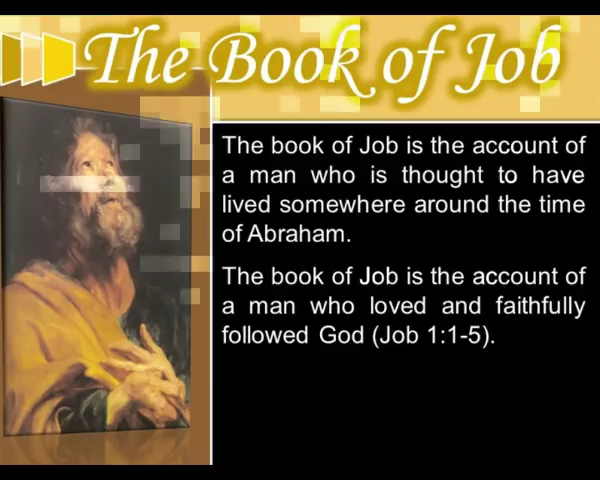 The Book of Job
The book of Job is the account of
a man who is thought to have
lived somewhere around the time
of Abraham.
The book of Job is the account of
a man who loved and faithfully
followed God (Job 1:1-5).